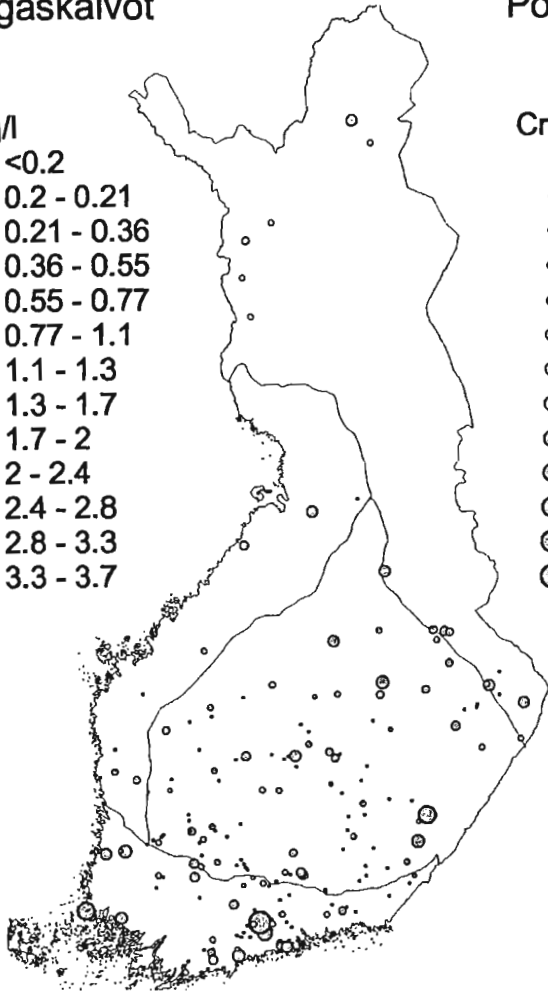 gaskaivot
Po
g/l
Cr
<0.2
0.2 - 0.21
0.21 - 0.36
0.36 - 0.55
0.55 - 0.77
0.77 - 1.1
1.1 - 1.3
1.3 - 1.7
1.7 - 2
2 - 2.4
2.4 - 2.8
2.8 - 3.3
3.3 - 3.7